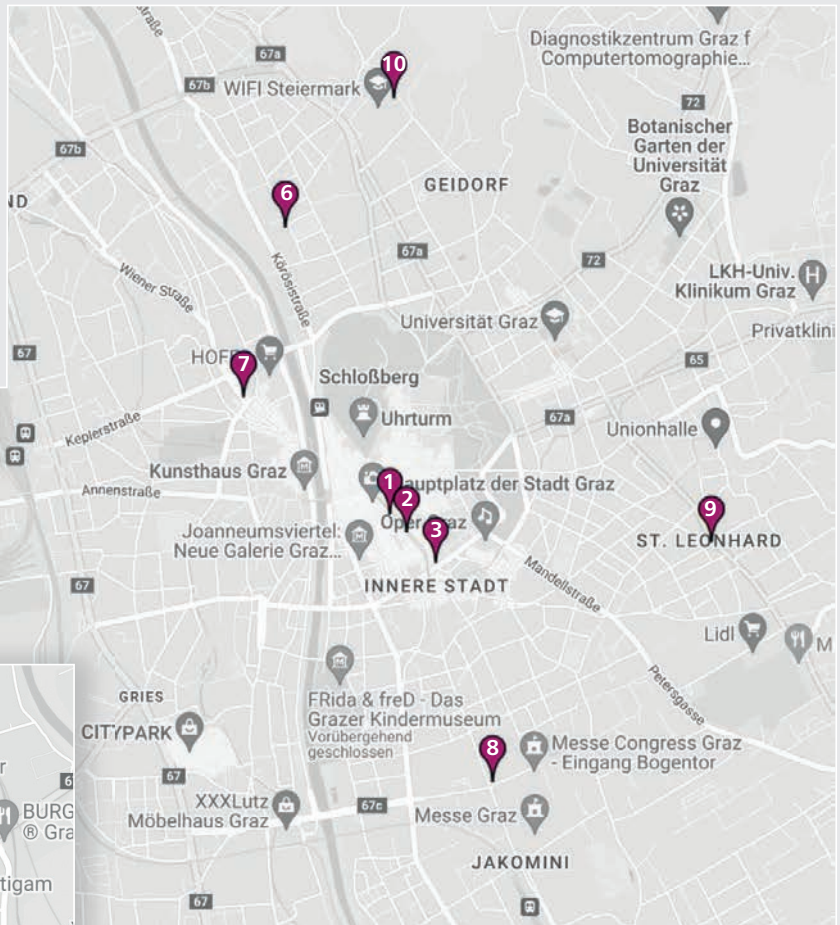 straße
67a
10
Diagnostikzentrum Graz f
Computertomographie...
67b
WIFI Steiermark
72
67b
Botanischer
Garten der
Universität
Graz
ND
6
GEIDORF
67a
72
Körösistraße
Wiener Straße
LKH-Univ.
Klinikum Graz
H
Universität Graz
Privatklini
67
HOF
7
65
Schloßberg
Uhrturm
67a
Keplerstraße
Unionhalle
Kunsthaus Graz
1
auptplatz der Stadt Graz
Annenstraße
2
9
Joanneumsviertel:
Neue Galerie Graz...
Oper
az
3
ST. LEONHARD
INNERE STADT
Mandellstraße
67
Lidl
M
Petersgasse
GRIES
FRida & freD - Das
Grazer Kindermuseum
Vorübergehend
geschlossen
CITYPARK
8
Messe Congress Graz
- Eingang Bogentor
r
6
67
BURG
® Gra
XXXLutz
Möbelhaus Graz
67c
Messe Graz
JAKOMINI
tigam
67